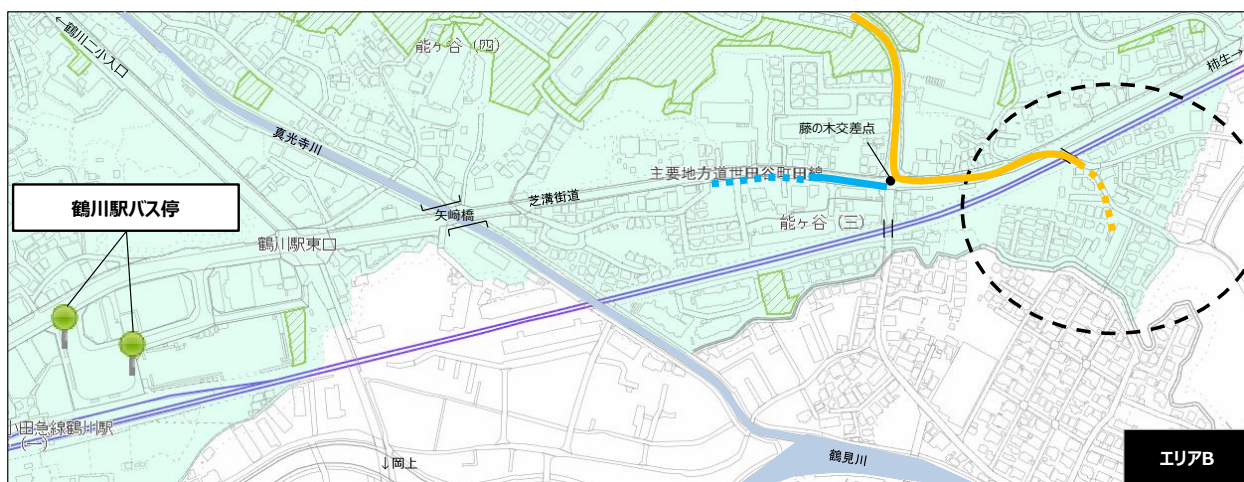 ←鶴川二小入口
能ヶ谷（四）
柿生→
真光寺川
藤の木交差点
主要地方道世田谷町田線
芝溝街道
鶴川駅バス停
矢崎橋
能ヶ谷（三）
鶴川駅東口
小田急線鶴川駅
（一）
↓岡上
鶴見川
エリアB